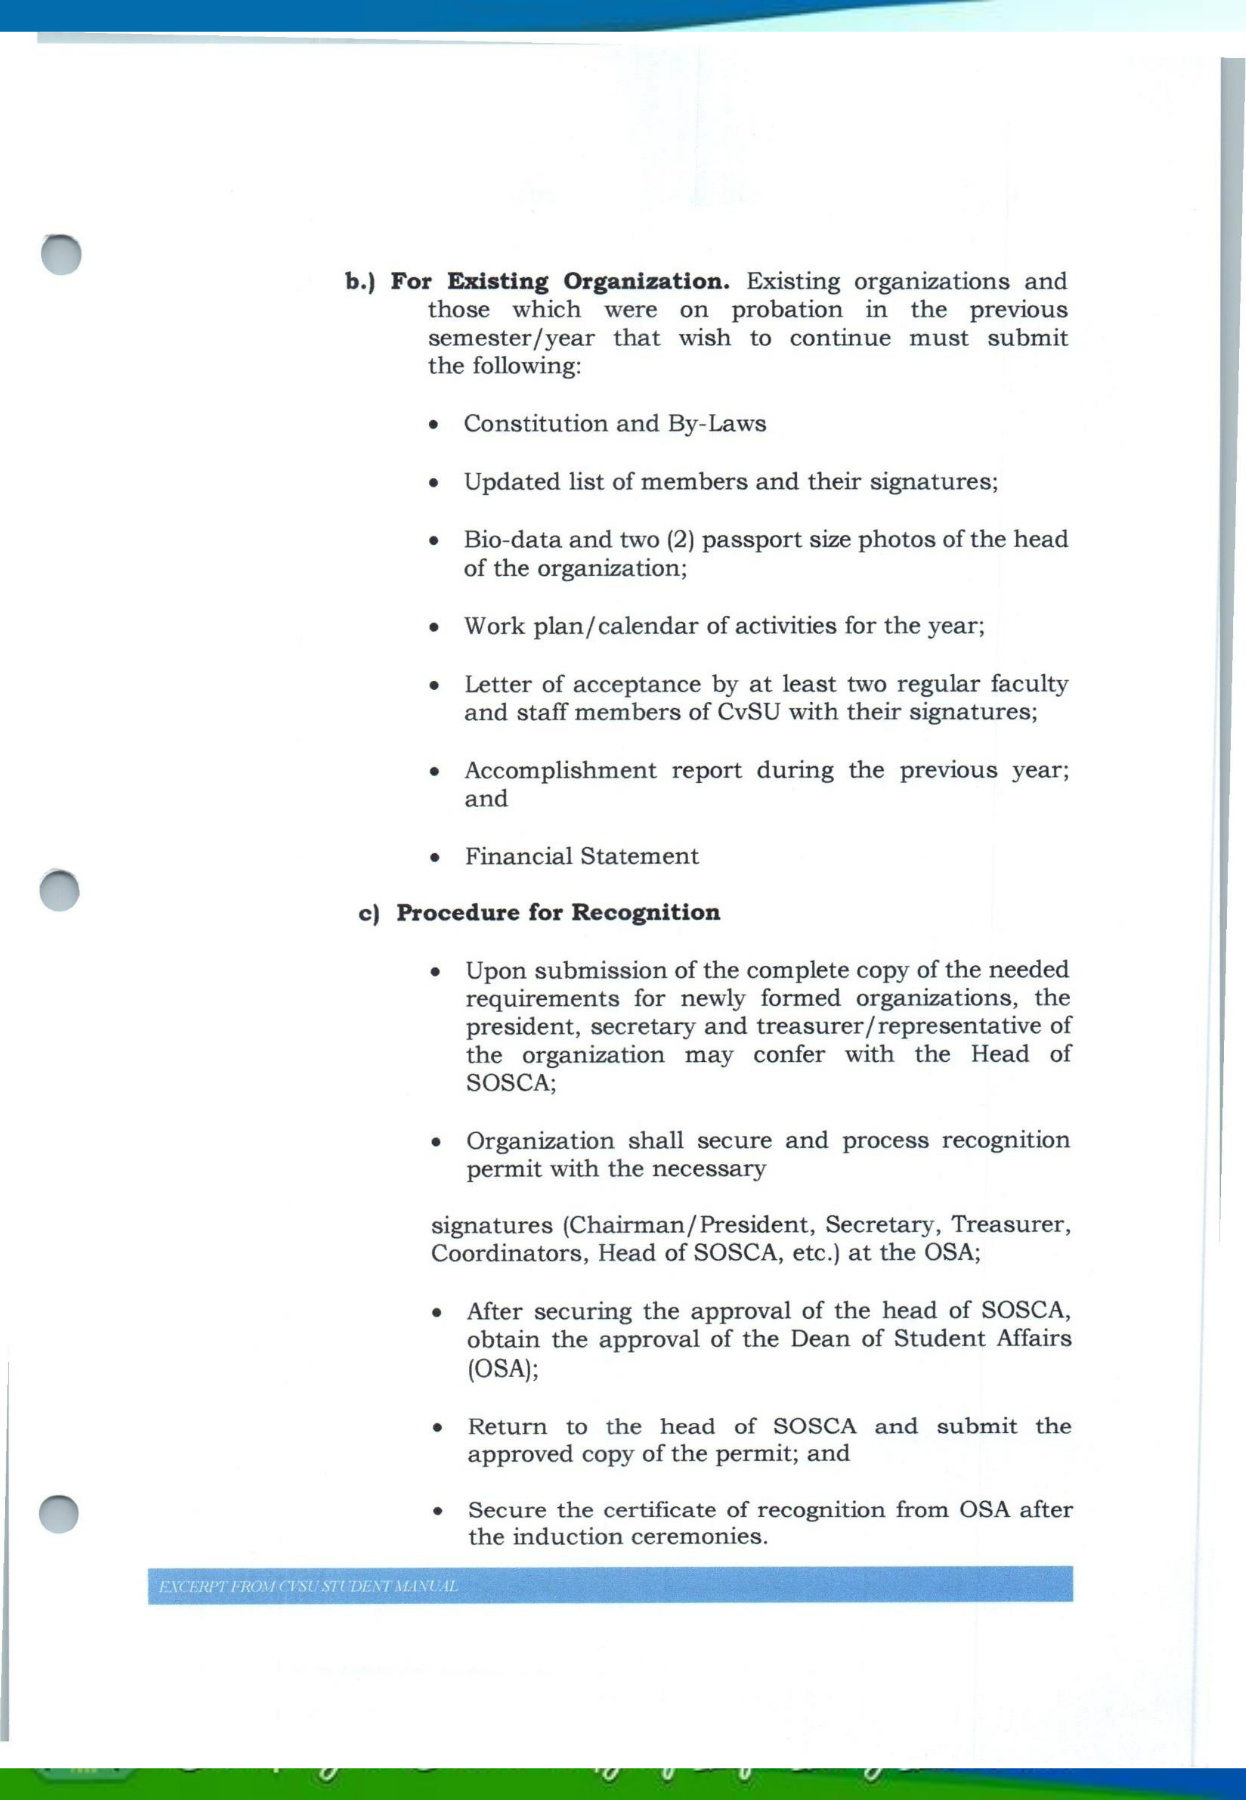 b.) For Existing Organization. Existing organizations and
those which were on probation in the previous
semester/year that wish to continue must submit
the following:
• Constitution and By-Laws
• Updated list of members and their signatures;
• Bio-data and two (2) passport size photos of the head
of the organization;
• Work plan/calendar of activities for the year;
• Letter of acceptance by at least two regular faculty
and staff members of CvSU with their signatures;
• Accomplishment report during the previous year;
and
• Financial Statement
c) Procedure for Recognition
• Upon submission of the complete copy of the needed
requirements for newly formed organizations, the
president, secretary and treasurer/representative of
the organization may confer with the Head of
SOSCA;
• Organization shall secure and process recognition
permit with the necessary
signatures (Chairman/President, Secretary, Treasurer,
Coordinators, Head of SOSCA, etc.) at the OSA;
• After securing the approval of the head of SOSCA,
obtain the approval of the Dean of Student Affairs
(OSA);
• Return to the head of SOSCA and submit the
approved copy of the permit; and
• Secure the certificate of recognition from OSA after
the induction ceremonies.
EXCERPT FROM CVSU STUDENT MANUAL